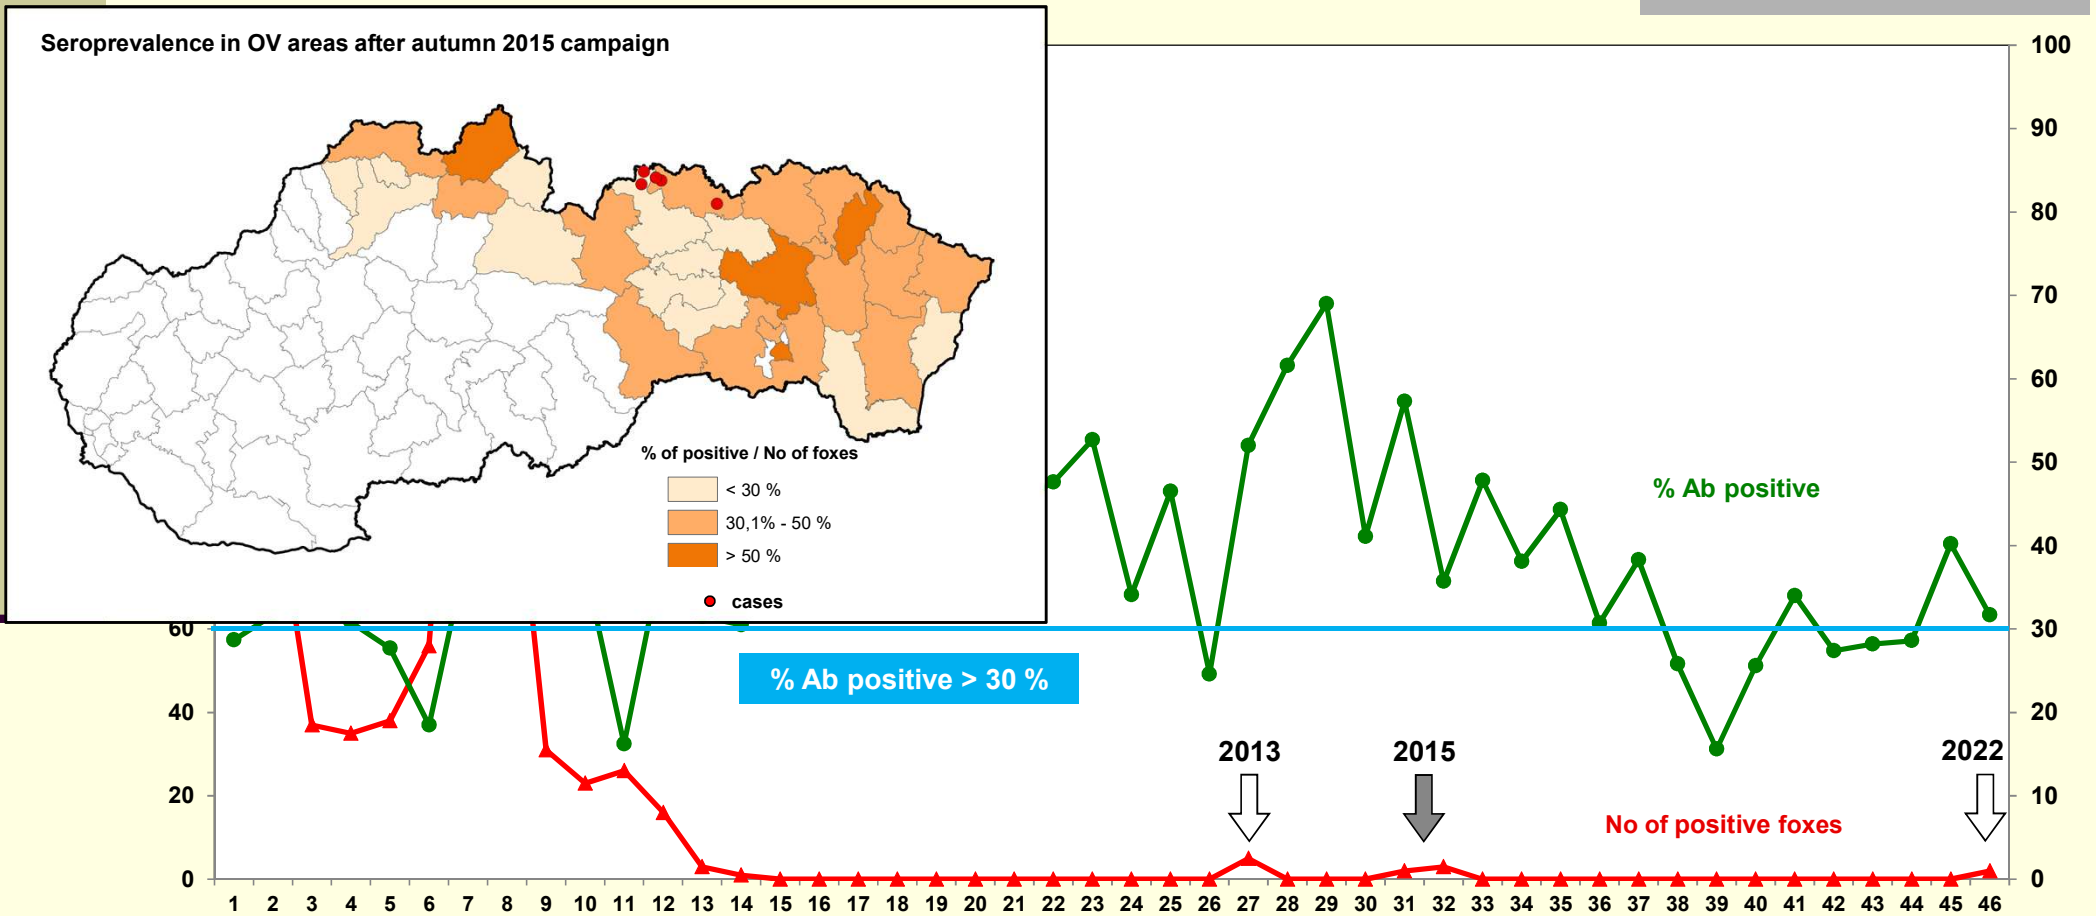 Seroprevalence in OV areas after autumn 2015 campaign
% of positive / No of foxes
< 30 %
30,1% - 50 %
> 50 %
cases
100
90
80
70
60
50
40
30
20
10
0
60
40
20
0
% Ab positive
% Ab positive > 30 %
2013
2015
2022
No of positive foxes
1 2 3 4 5 6 7 8 9 10 11 12 13 14 15 16 17 18 19 20 21 22 23 24 25 26 27 28 29 30 31 32 33 34 35 36 37 38 39 40 41 42 43 44 45 46